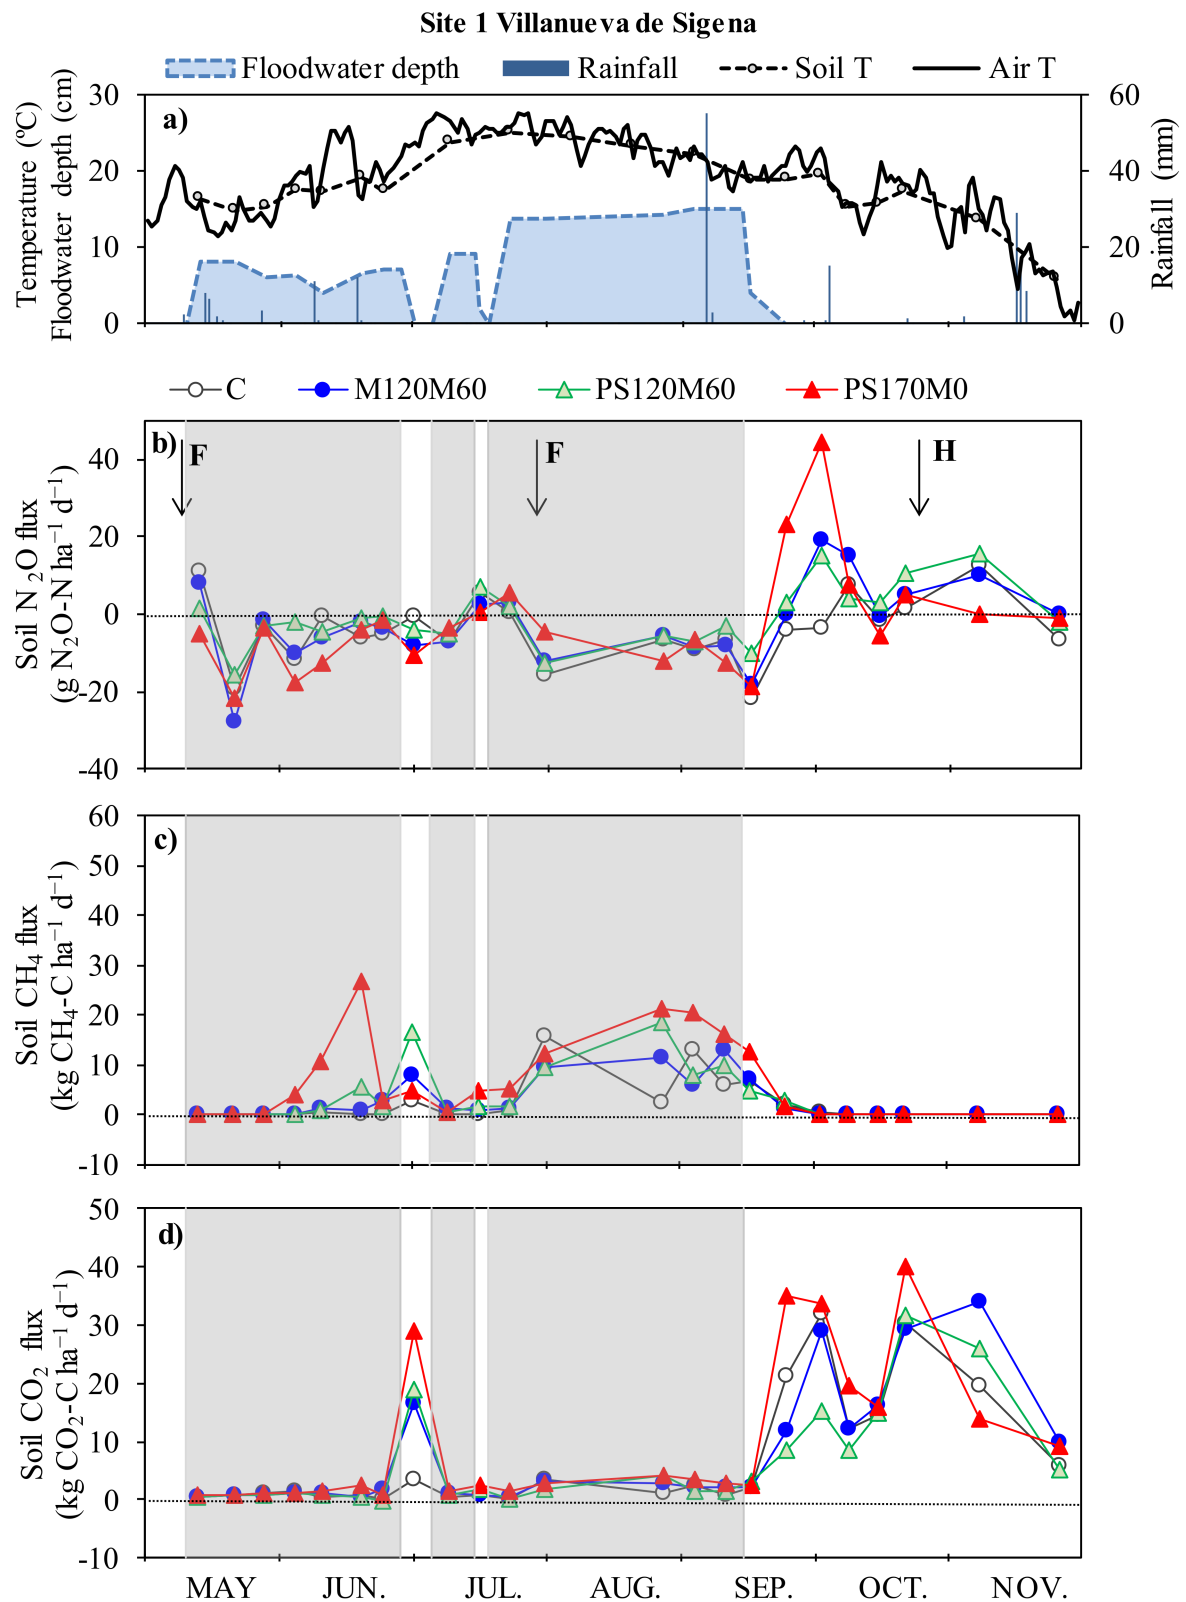 Site 1 Villanueva de Sigena
Floodwater depth Rainfall Soil T Air T
a)
Temperature (ºC)
Floodwater depth (cm)
30
20
10
0
60
40
20
0
Rainfall (mm)
C M120M60 PS120M60 PS170M0
b)
F F H
Soil N2O flux
(g N2O-N ha−1 d−1)
40
20
0
-20
-40
c)
Soil CH4 flux
(kg CH4-C ha−1 d−1)
60
50
40
30
20
10
0
-10
d)
Soil CO2 flux
(kg CO2-C ha−1 d−1)
50
40
30
20
10
0
-10
MAY JUN. JUL. AUG. SEP. OCT. NOV.